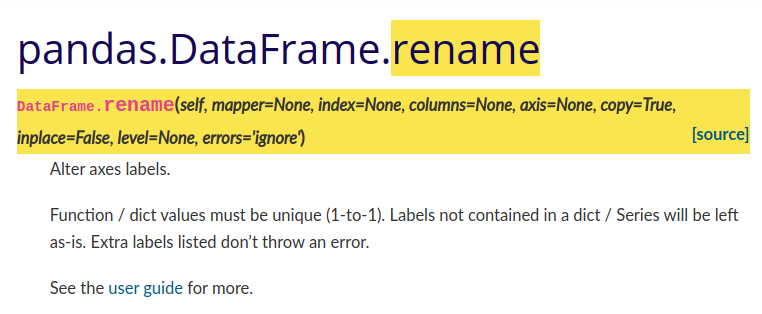 pandas.DataFrame.rename
DataFrame.rename(self, mapper=None, index=None, columns=None, axis=None, copy=True,
inplace=False, level=None, errors='ignore') [source]
Alter axes labels.
Function / dict values must be unique (1-to-1). Labels not contained in a dict / Series will be left
as-is. Extra labels listed don’t throw an error.
See the user guide for more.